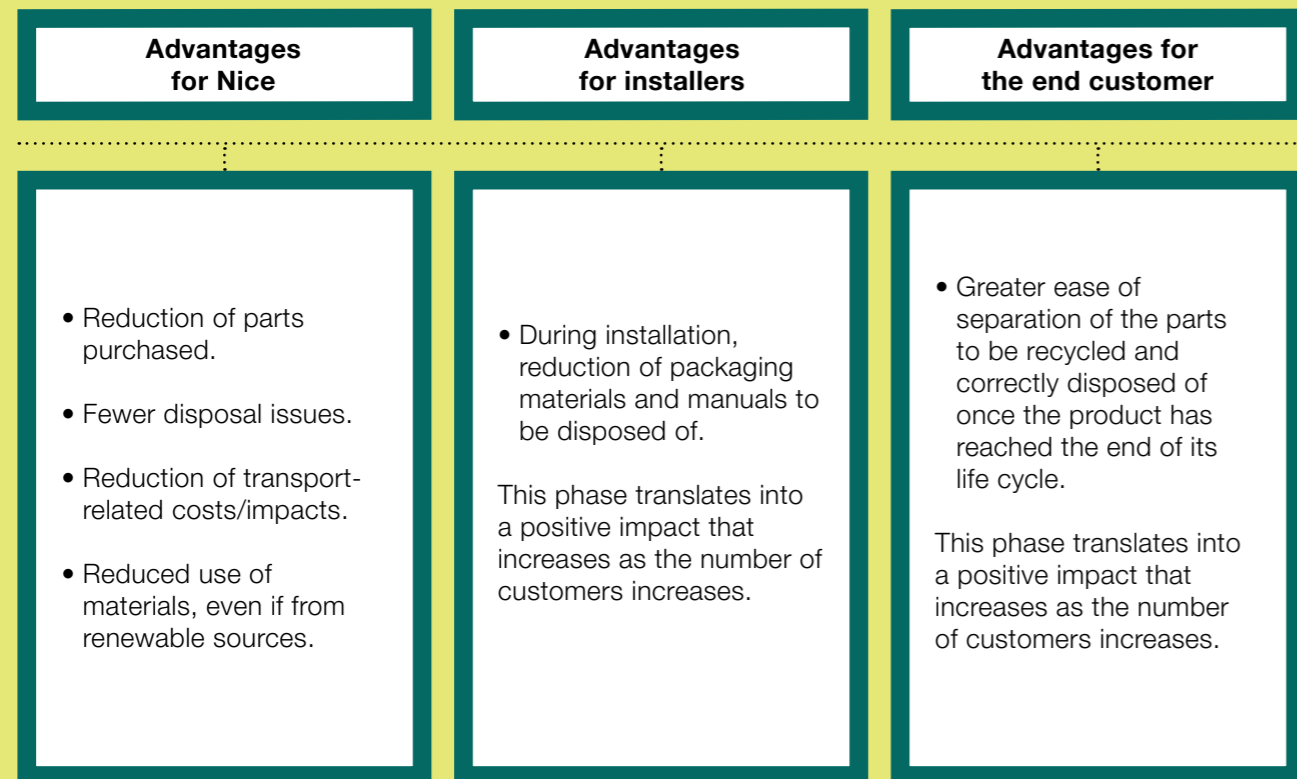 Advantages
for Nice
Advantages
for installers
Advantages for
the end customer
• Reduction of parts
purchased.
• Fewer disposal issues.
• Reduction of transport-
related costs/impacts.
• Reduced use of
materials, even if from
renewable sources.
• During installation,
reduction of packaging
materials and manuals to
be disposed of.
This phase translates into
a positive impact that
increases as the number of
customers increases.
• Greater ease of
separation of the parts
to be recycled and
correctly disposed of
once the product has
reached the end of its
life cycle.
This phase translates into
a positive impact that
increases as the number
of customers increases.